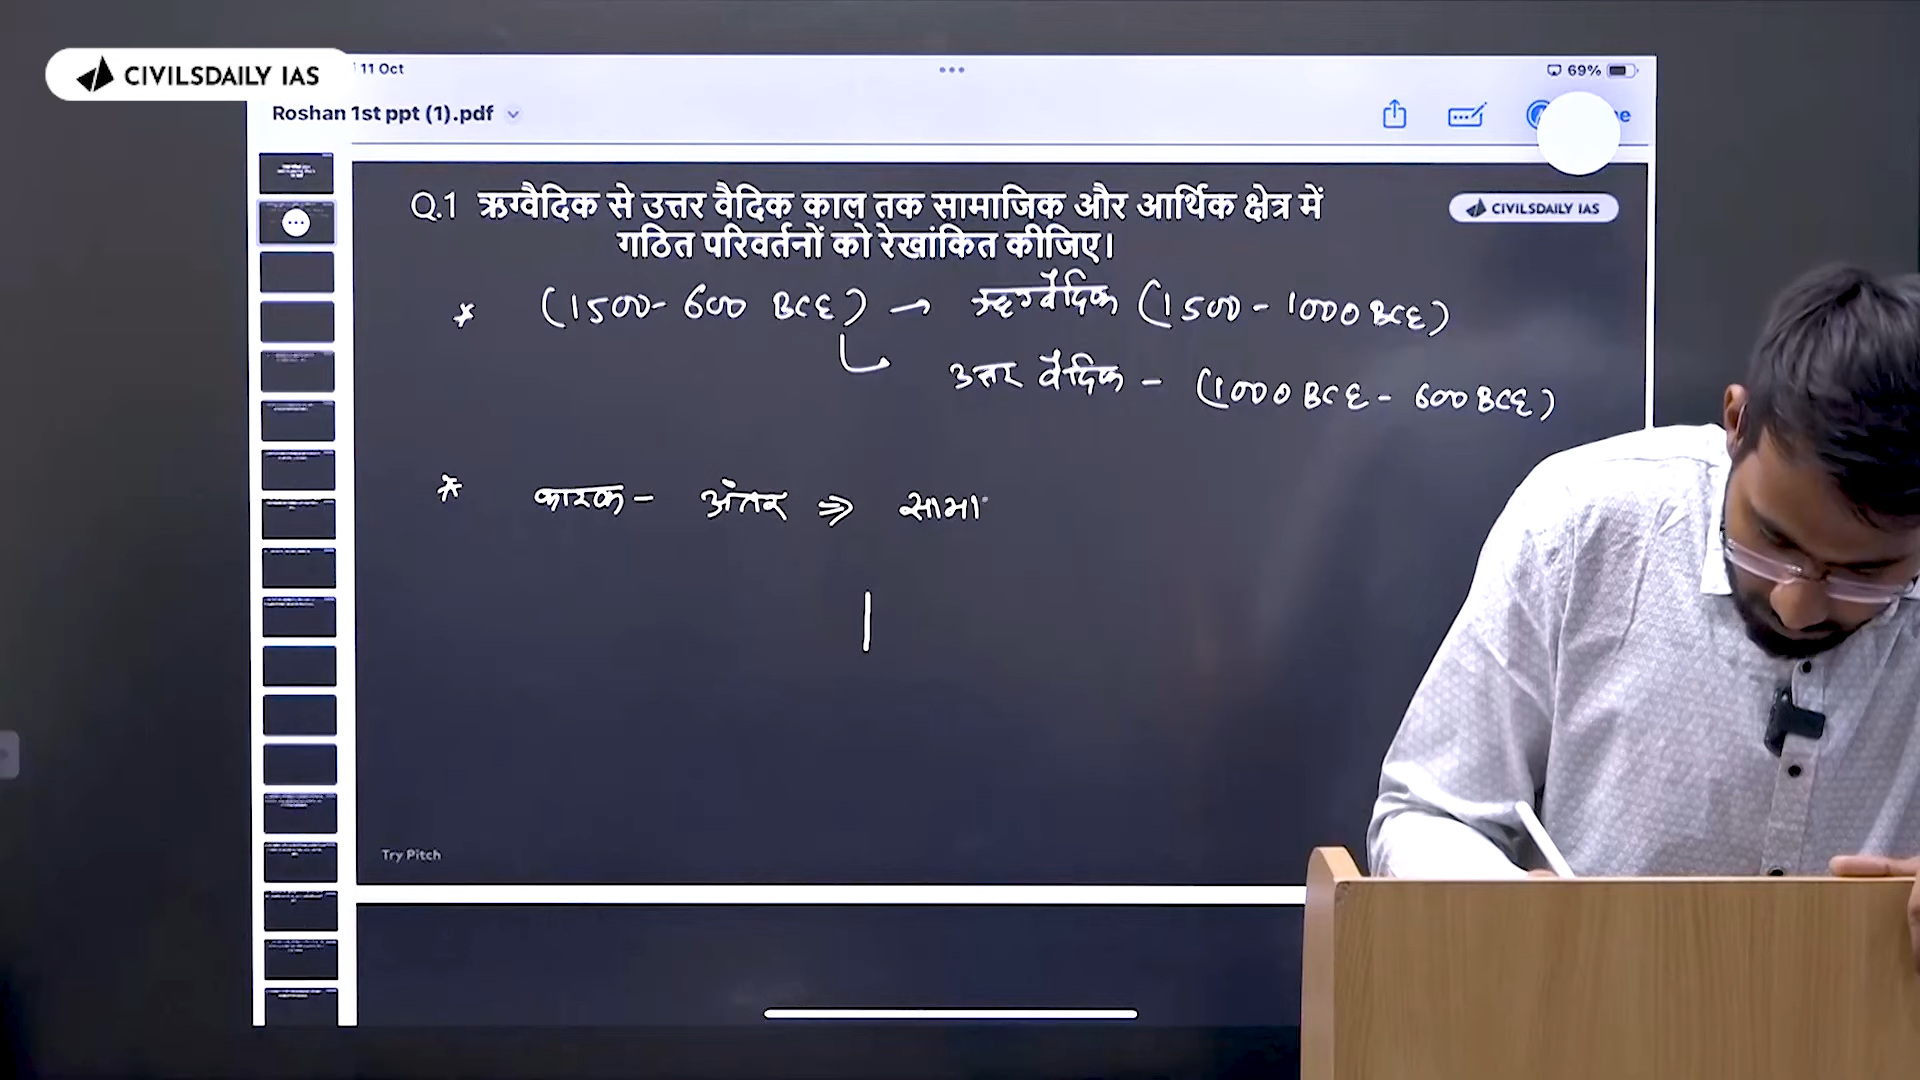 CIVILSDAILY IAS
11 Oct
69%
Roshan 1st ppt (1).pdf
Q.1 ऋग्वैदिक से उत्तर वैदिक काल तक सामाजिक और आर्थिक क्षेत्र में
गठित परिवर्तनों को रेखांकित कीजिए।
CIVILSDAILY IAS
* (1500- 600 BCE) → ऋग्वैदिक (1500 - 1000 BCE)
उत्तर वैदिक - (1000 BCE - 600 BCE)
* कारक - अंतर ⇒ सामा
Try Pitch